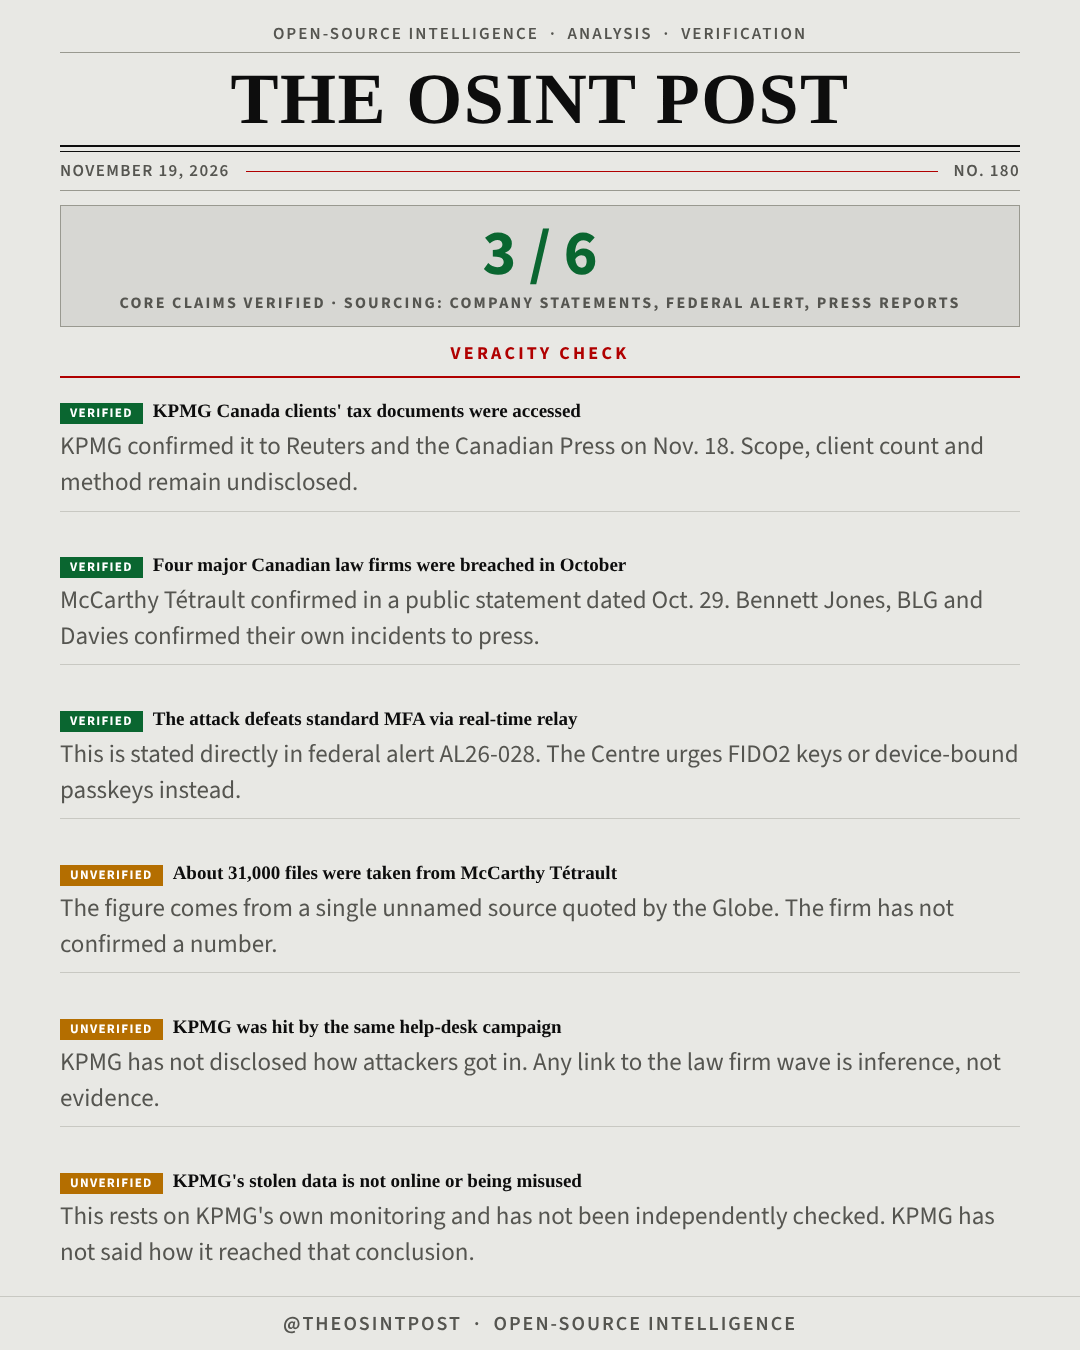 OPEN-SOURCE INTELLIGENCE · ANALYSIS · VERIFICATION
THE OSINT POST
NOVEMBER 19, 2026 NO. 180
3 / 6
CORE CLAIMS VERIFIED · SOURCING: COMPANY STATEMENTS, FEDERAL ALERT, PRESS REPORTS
VERACITY CHECK
VERIFIED KPMG Canada clients' tax documents were accessed
KPMG confirmed it to Reuters and the Canadian Press on Nov. 18. Scope, client count and
method remain undisclosed.
VERIFIED Four major Canadian law firms were breached in October
McCarthy Tétrault confirmed in a public statement dated Oct. 29. Bennett Jones, BLG and
Davies confirmed their own incidents to press.
VERIFIED The attack defeats standard MFA via real-time relay
This is stated directly in federal alert AL26-028. The Centre urges FIDO2 keys or device-bound
passkeys instead.
UNVERIFIED About 31,000 files were taken from McCarthy Tétrault
The figure comes from a single unnamed source quoted by the Globe. The firm has not
confirmed a number.
UNVERIFIED KPMG was hit by the same help-desk campaign
KPMG has not disclosed how attackers got in. Any link to the law firm wave is inference, not
evidence.
UNVERIFIED KPMG's stolen data is not online or being misused
This rests on KPMG's own monitoring and has not been independently checked. KPMG has
not said how it reached that conclusion.
@THEOSINTPOST · OPEN-SOURCE INTELLIGENCE